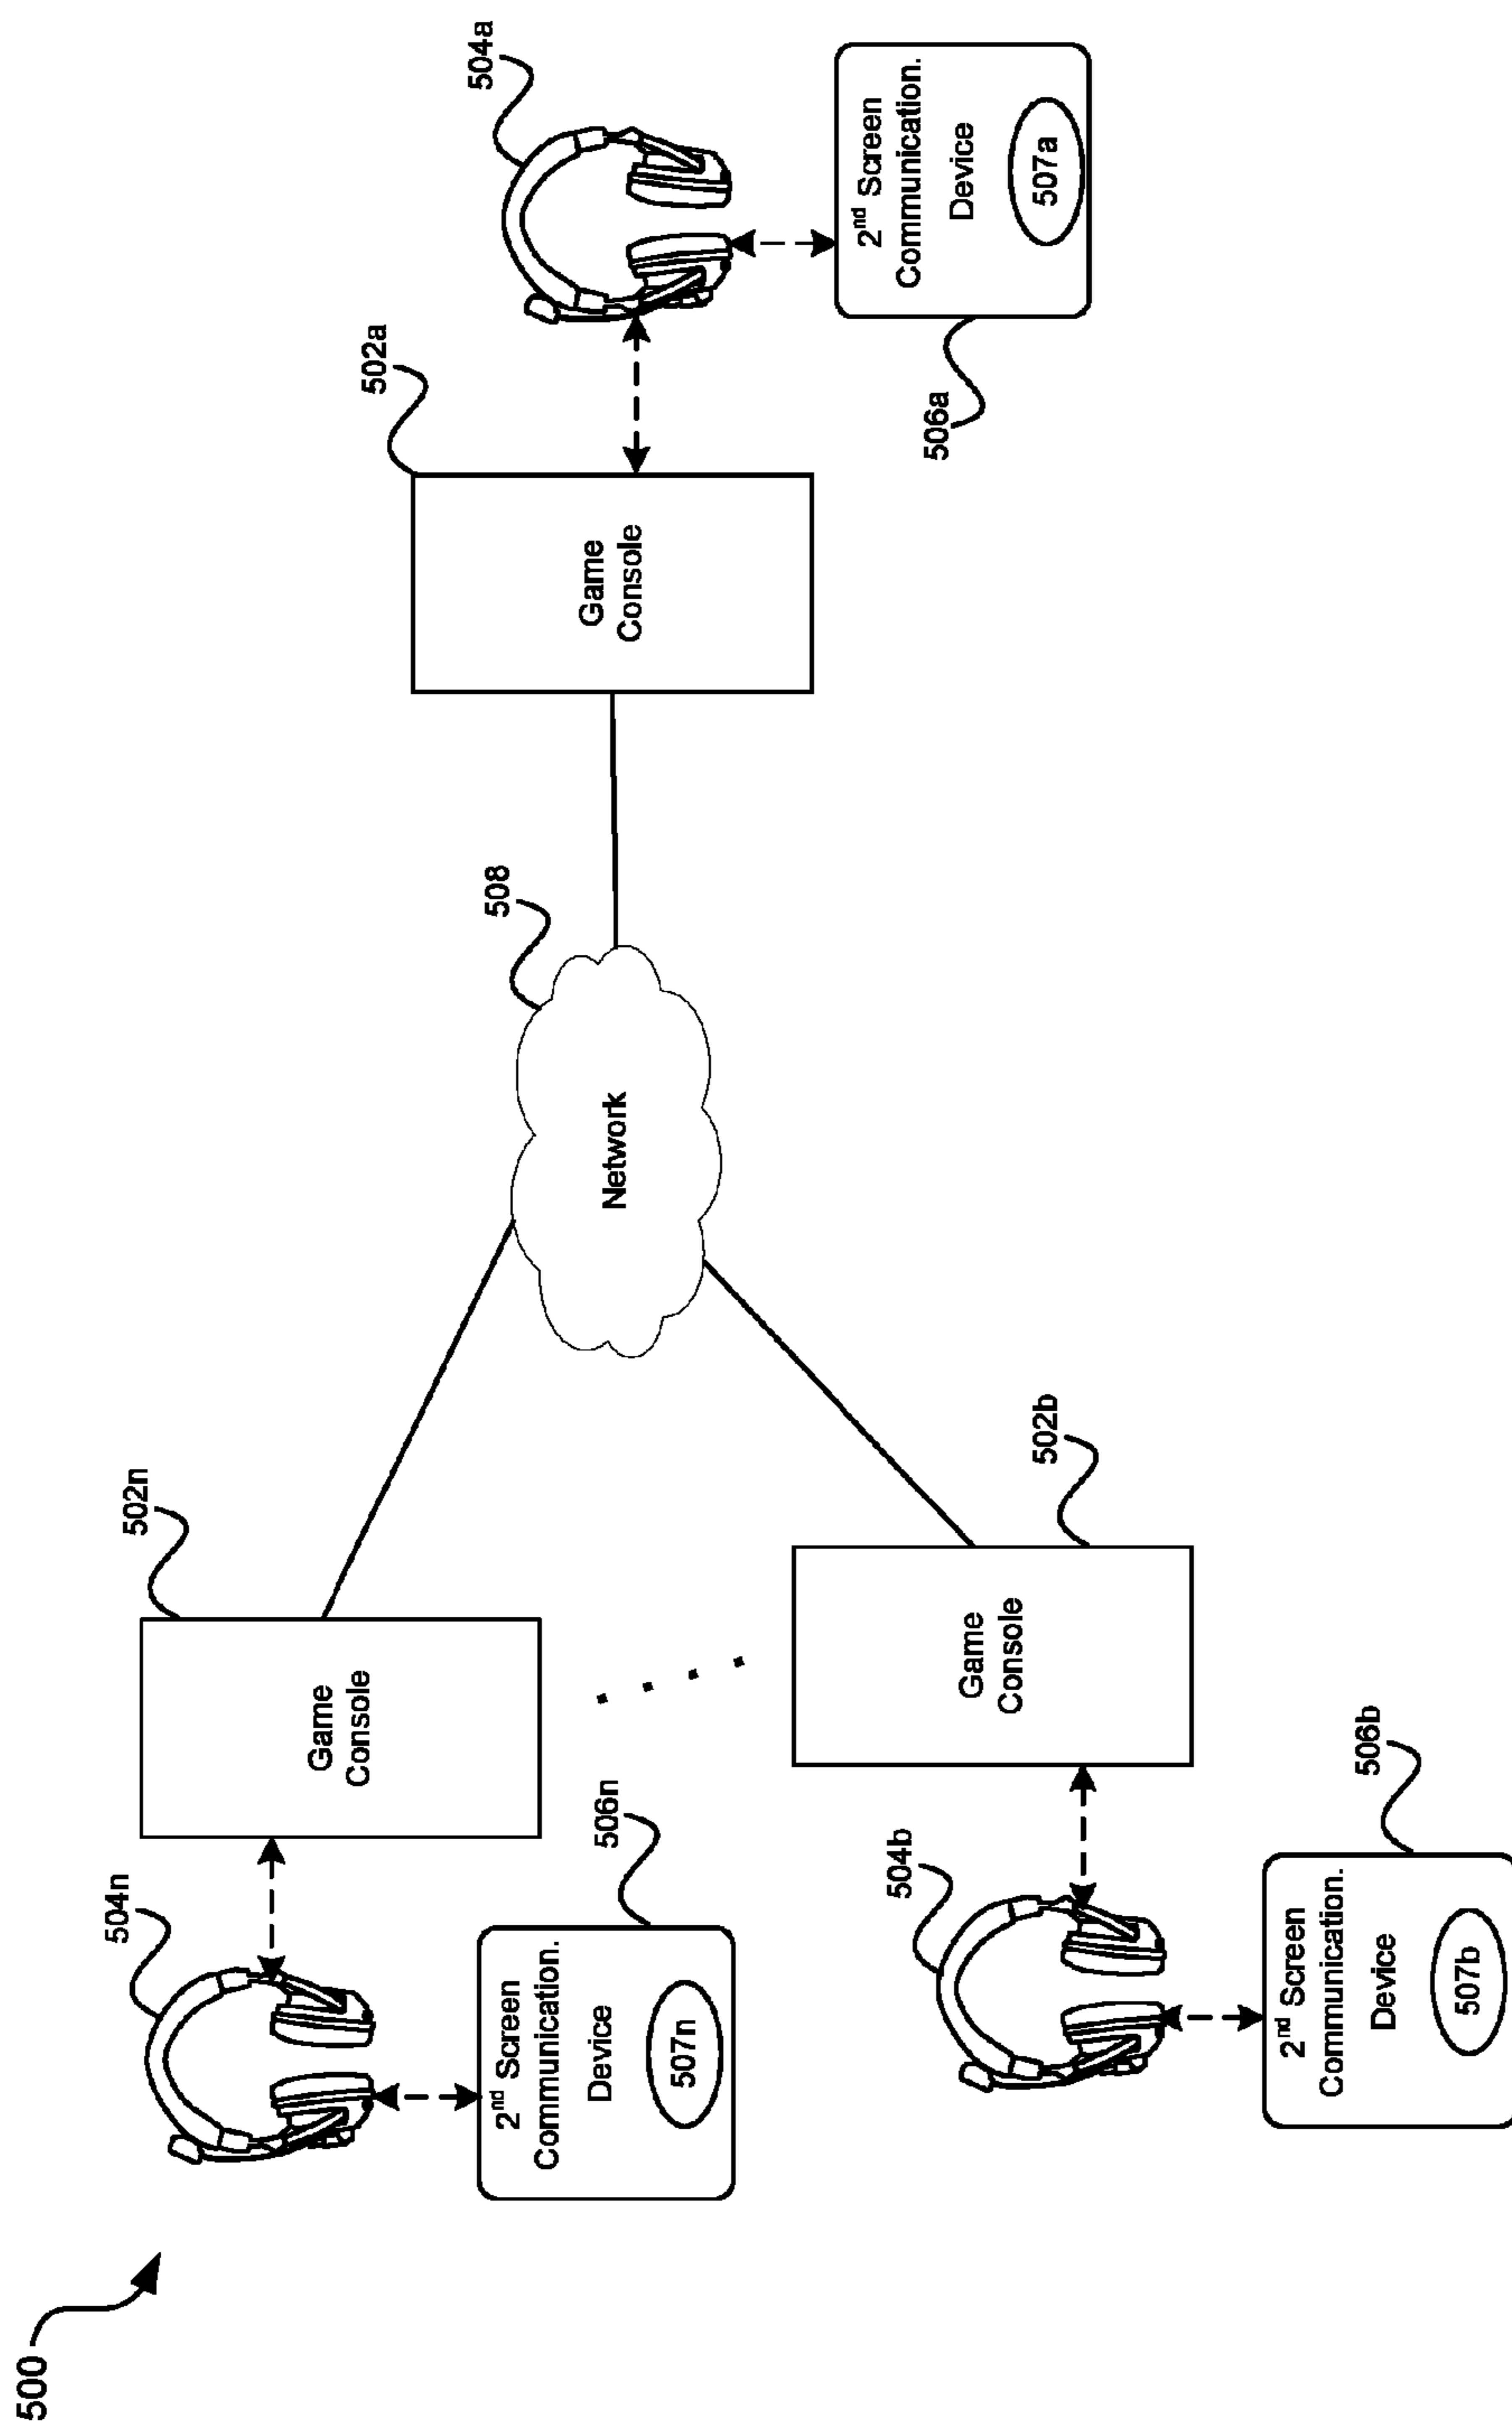 500
504n
502n
Game
Console
506n
2nd Screen
Communication.
Device
507n
508
Network
502a
Game
Console
504a
506a
2nd Screen
Communication.
Device
507a
504b
502b
Game
Console
506b
2nd Screen
Communication.
Device
507b